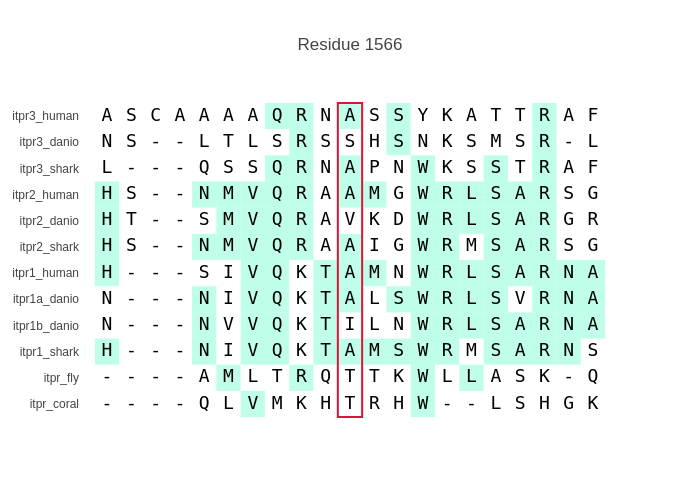 Residue 1566
itpr3_human A S C A A A A Q R N A S S Y K A T T R A F
itpr3_danio N S - - L T L S R S S H S N K S M S R - L
itpr3_shark L - - - Q S S Q R N A P N W K S S T R A F
itpr2_human H S - - N M V Q R A A M G W R L S A R S G
itpr2_danio H T - - S M V Q R A V K D W R L S A R G R
itpr2_shark H S - - N M V Q R A A I G W R M S A R S G
itpr1_human H - - - S I V Q K T A M N W R L S A R N A
itpr1a_danio N - - - N I V Q K T A L S W R L S V R N A
itpr1b_danio N - - - N V V Q K T I L N W R L S A R N A
itpr1_shark H - - - N I V Q K T A M S W R M S A R N S
itpr_fly - - - - A M L T R Q T T K W L L A S K - Q
itpr_coral - - - - Q L V M K H T R H W - - L S H G K